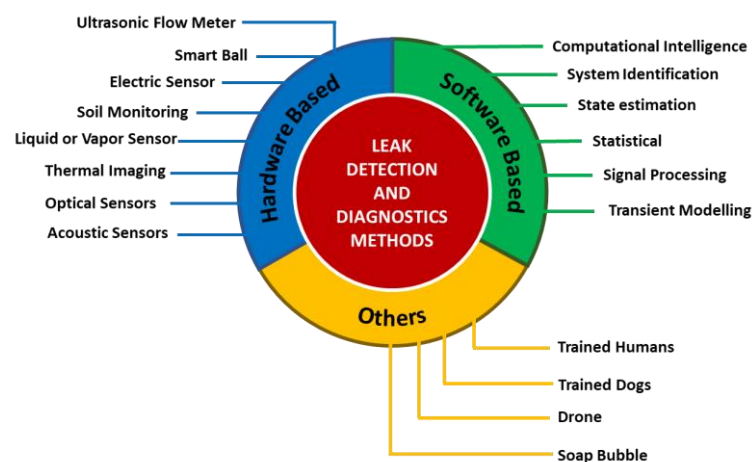 Ultrasonic Flow Meter
Smart Ball
Electric Sensor
Soil Monitoring
Liquid or Vapor Sensor
Thermal Imaging
Optical Sensors
Acoustic Sensors
Hardware Based
LEAK
DETECTION
AND
DIAGNOSTICS
METHODS
Software Based
Computational Intelligence
System Identification
State estimation
Statistical
Signal Processing
Transient Modelling
Others
Trained Humans
Trained Dogs
Drone
Soap Bubble